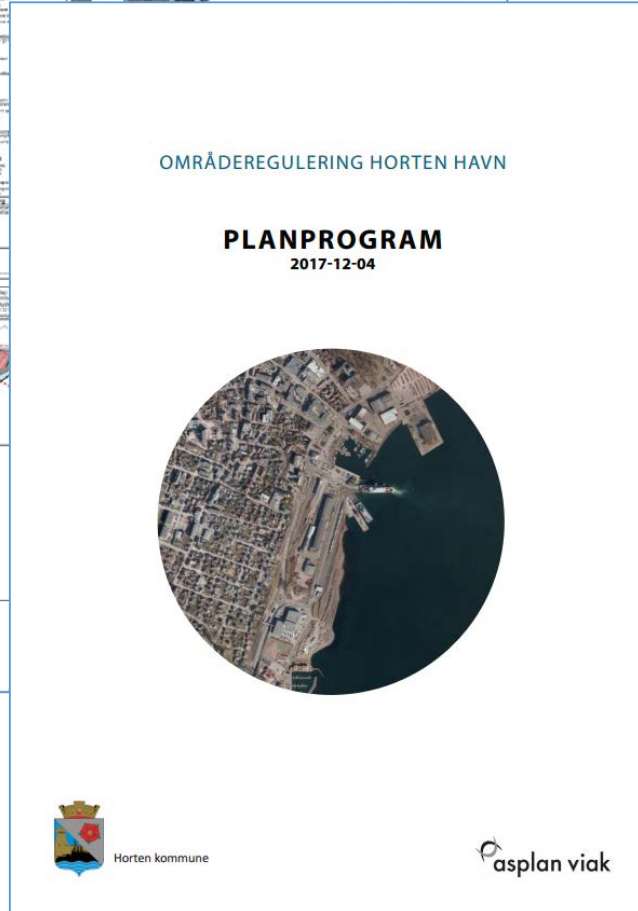 OMRÅDEREGULERING HORTEN HAVN
PLANPROGRAM
2017-12-04
Horten kommune
asplan viak